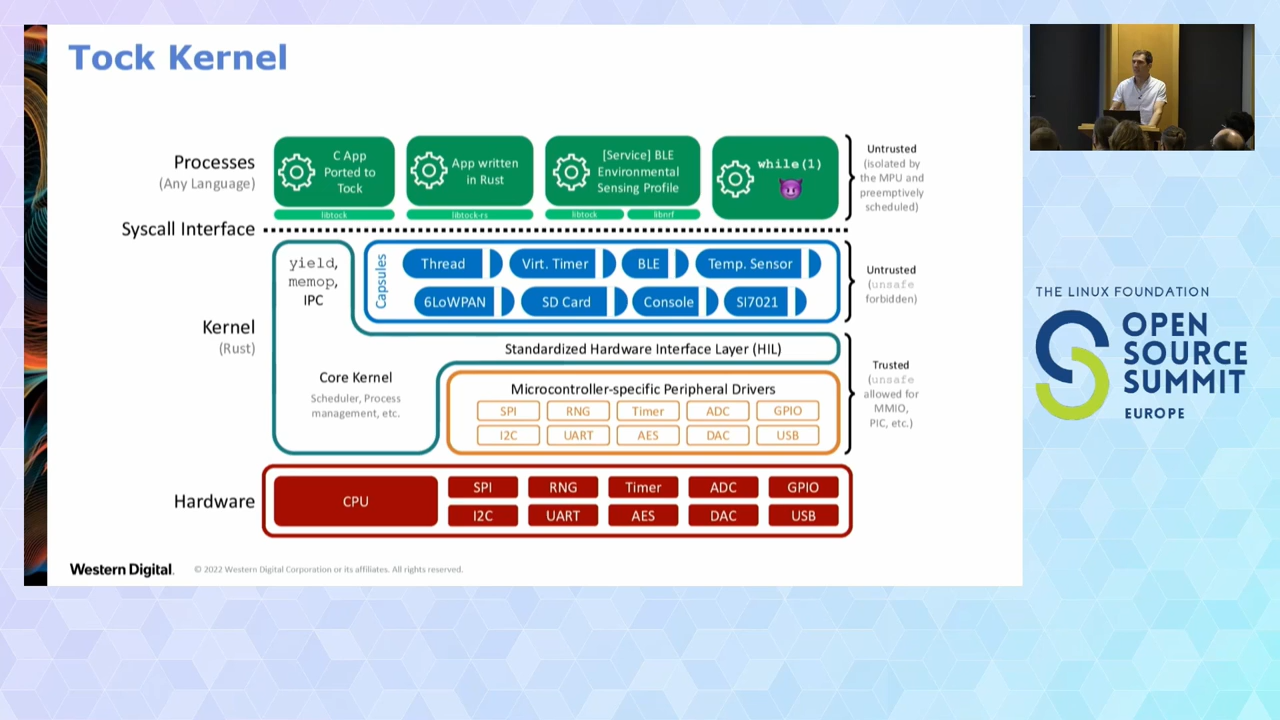 Tock Kernel
Processes
(Any Language)
C App
Ported to
Tock
libtock
App written
in Rust
libtock-rs
[Service] BLE
Environmental
Sensing Profile
libtock
libnrf
while(1)
Untrusted
(isolated by
the MPU and
preemptively
scheduled)
Syscall Interface
Kernel
(Rust)
yield,
memop,
IPC
Capsules
Thread
Virt. Timer
BLE
Temp. Sensor
6LoWPAN
SD Card
Console
SI7021
Untrusted
(unsafe
forbidden)
Standardized Hardware Interface Layer (HIL)
Core Kernel
Scheduler, Process
management, etc.
Microcontroller-specific Peripheral Drivers
SPI
RNG
Timer
ADC
GPIO
I2C
UART
AES
DAC
USB
Trusted
(unsafe
allowed for
MMIO,
PIC, etc.)
Hardware
CPU
SPI
RNG
Timer
ADC
GPIO
I2C
UART
AES
DAC
USB
Western Digital.
© 2022 Western Digital Corporation or its affiliates. All rights reserved.
THE LINUX FOUNDATION
OPEN
SOURCE
SUMMIT
EUROPE